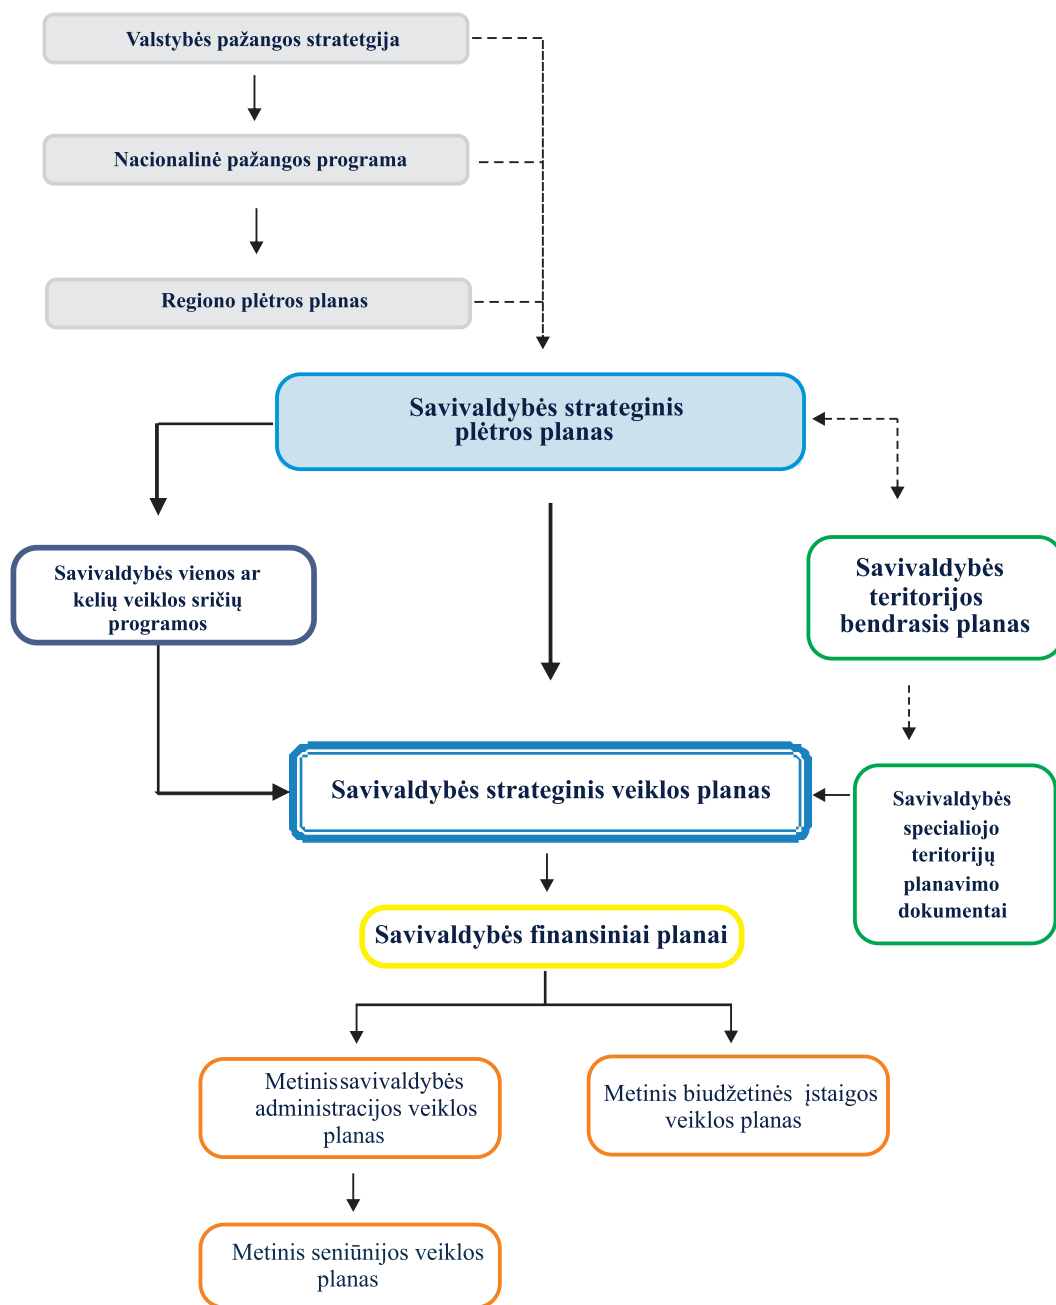 Valstybės pažangos stratetgija
Nacionalinė pažangos programa
Regiono plėtros planas
Savivaldybės strateginis
plėtros planas
Savivaldybės vienos ar
kelių veiklos sričių
programos
Savivaldybės
teritorijos
bendrasis planas
Savivaldybės strateginis veiklos planas
Savivaldybės
specialiojo
teritorijų
planavimo
dokumentai
Savivaldybės finansiniai planai
Metinis savivaldybės
administracijos veiklos
planas
Metinis biudžetinės įstaigos
veiklos planas
Metinis seniūnijos veiklos
planas